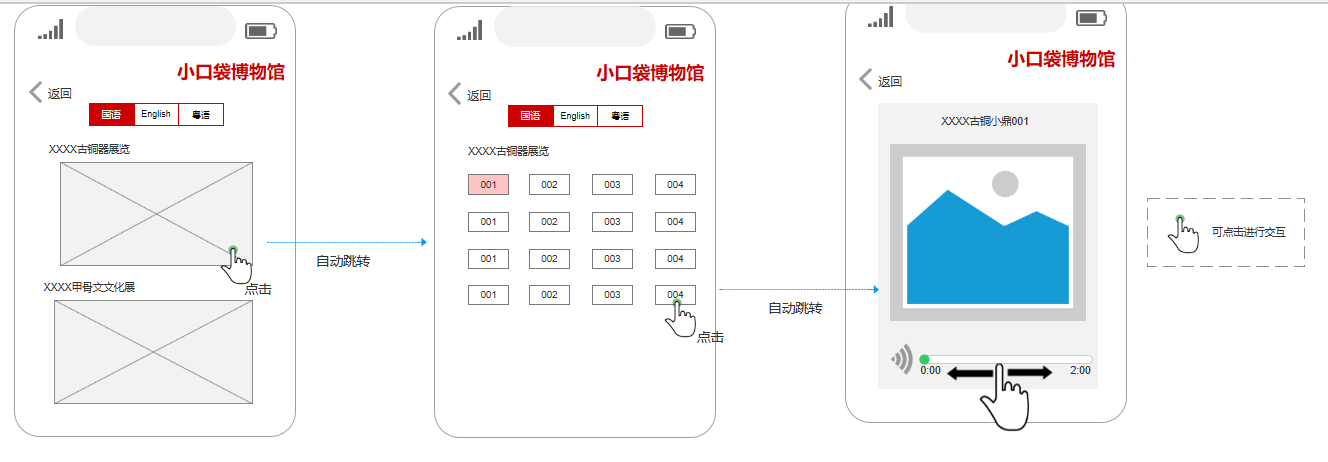 小口袋博物馆
返回
国语 English 粤语
XXXX古铜器展览
点击
XXXX甲骨文文化展
自动跳转
小口袋博物馆
返回
国语 English 粤语
XXXX古铜器展览
001 002 003 004
001 002 003 004
001 002 003 004
001 002 003 004
点击
自动跳转
小口袋博物馆
返回
XXXX古铜小鼎001
0:00 2:00
可点击进行交互